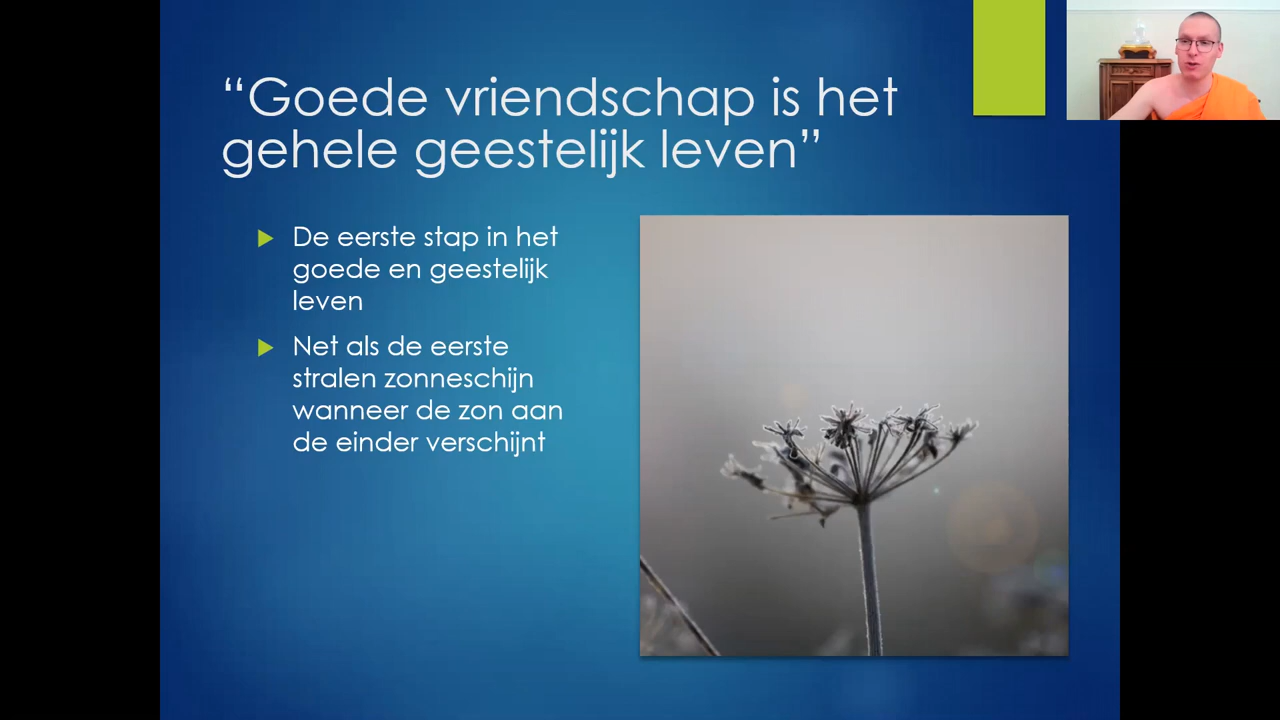 “Goede vriendschap is het
gehele geestelijk leven”
De eerste stap in het
goede en geestelijk
leven
Net als de eerste
stralen zonneschijn
wanneer de zon aan
de einder verschijnt